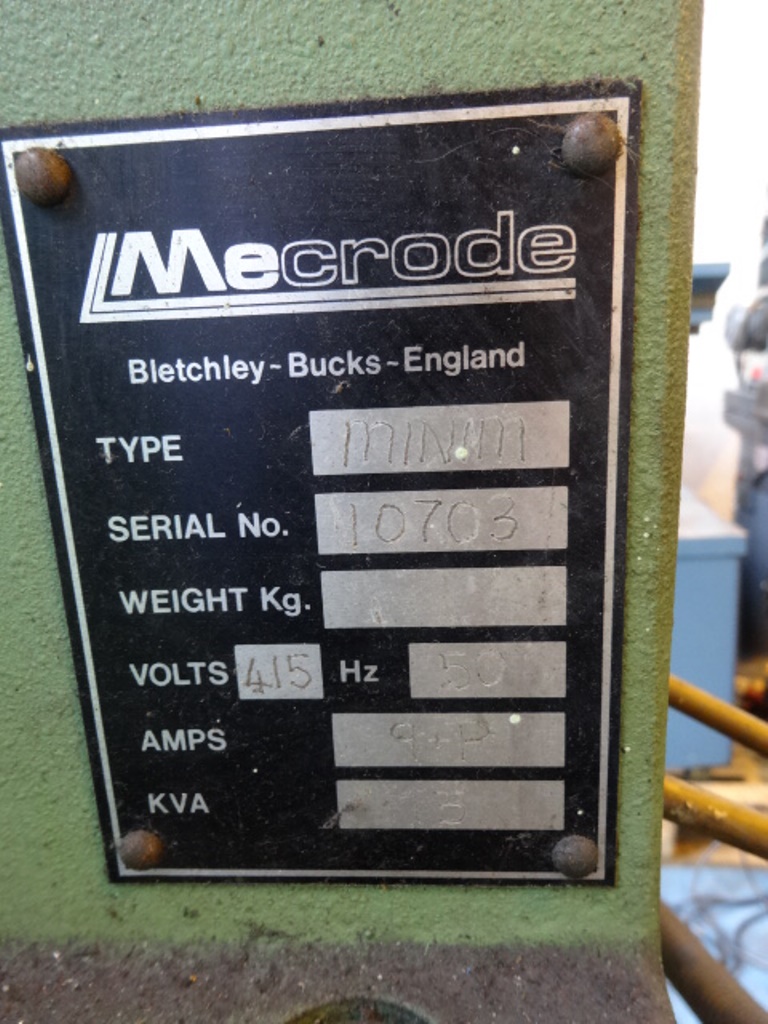 Mecrode
Bletchley~Bucks~England
TYPE MINIM
SERIAL No. 10703
WEIGHT Kg.
VOLTS 415 Hz 50
AMPS
KVA